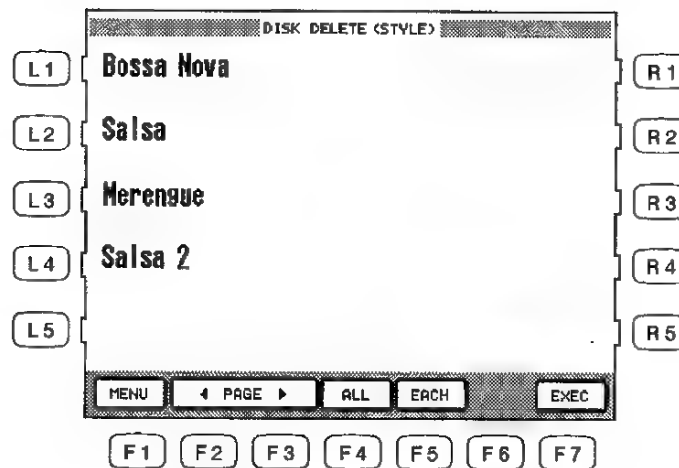 DISK DELETE (STYLE)
L1 Bossa Nova R1
L2 Salsa R2
L3 Merengue R3
L4 Salsa 2 R4
L5 R5
MENU ◀ PAGE ▶ ALL EACH EXEC
F1 F2 F3 F4 F5 F6 F7